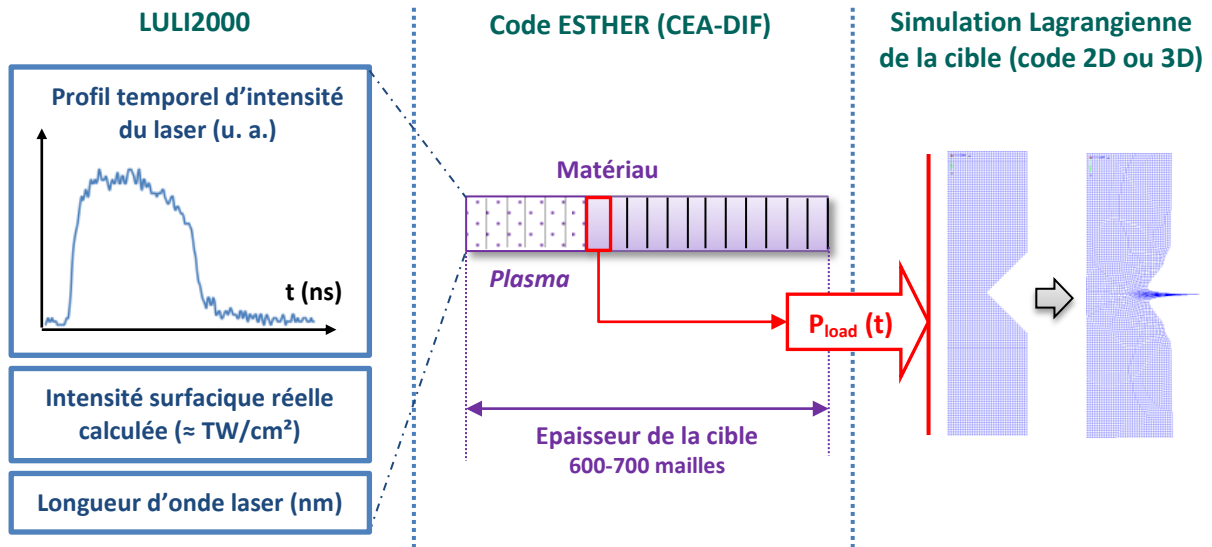 LULI2000
Profil temporel d'intensité
du laser (u. a.)
t (ns)
Intensité surfacique réelle
calculée (≈ TW/cm²)
Longueur d'onde laser (nm)
Code ESTHER (CEA-DIF)
Matériau
Plasma
Epaisseur de la cible
600-700 mailles
Simulation Lagrangienne
de la cible (code 2D ou 3D)
Pload (t)